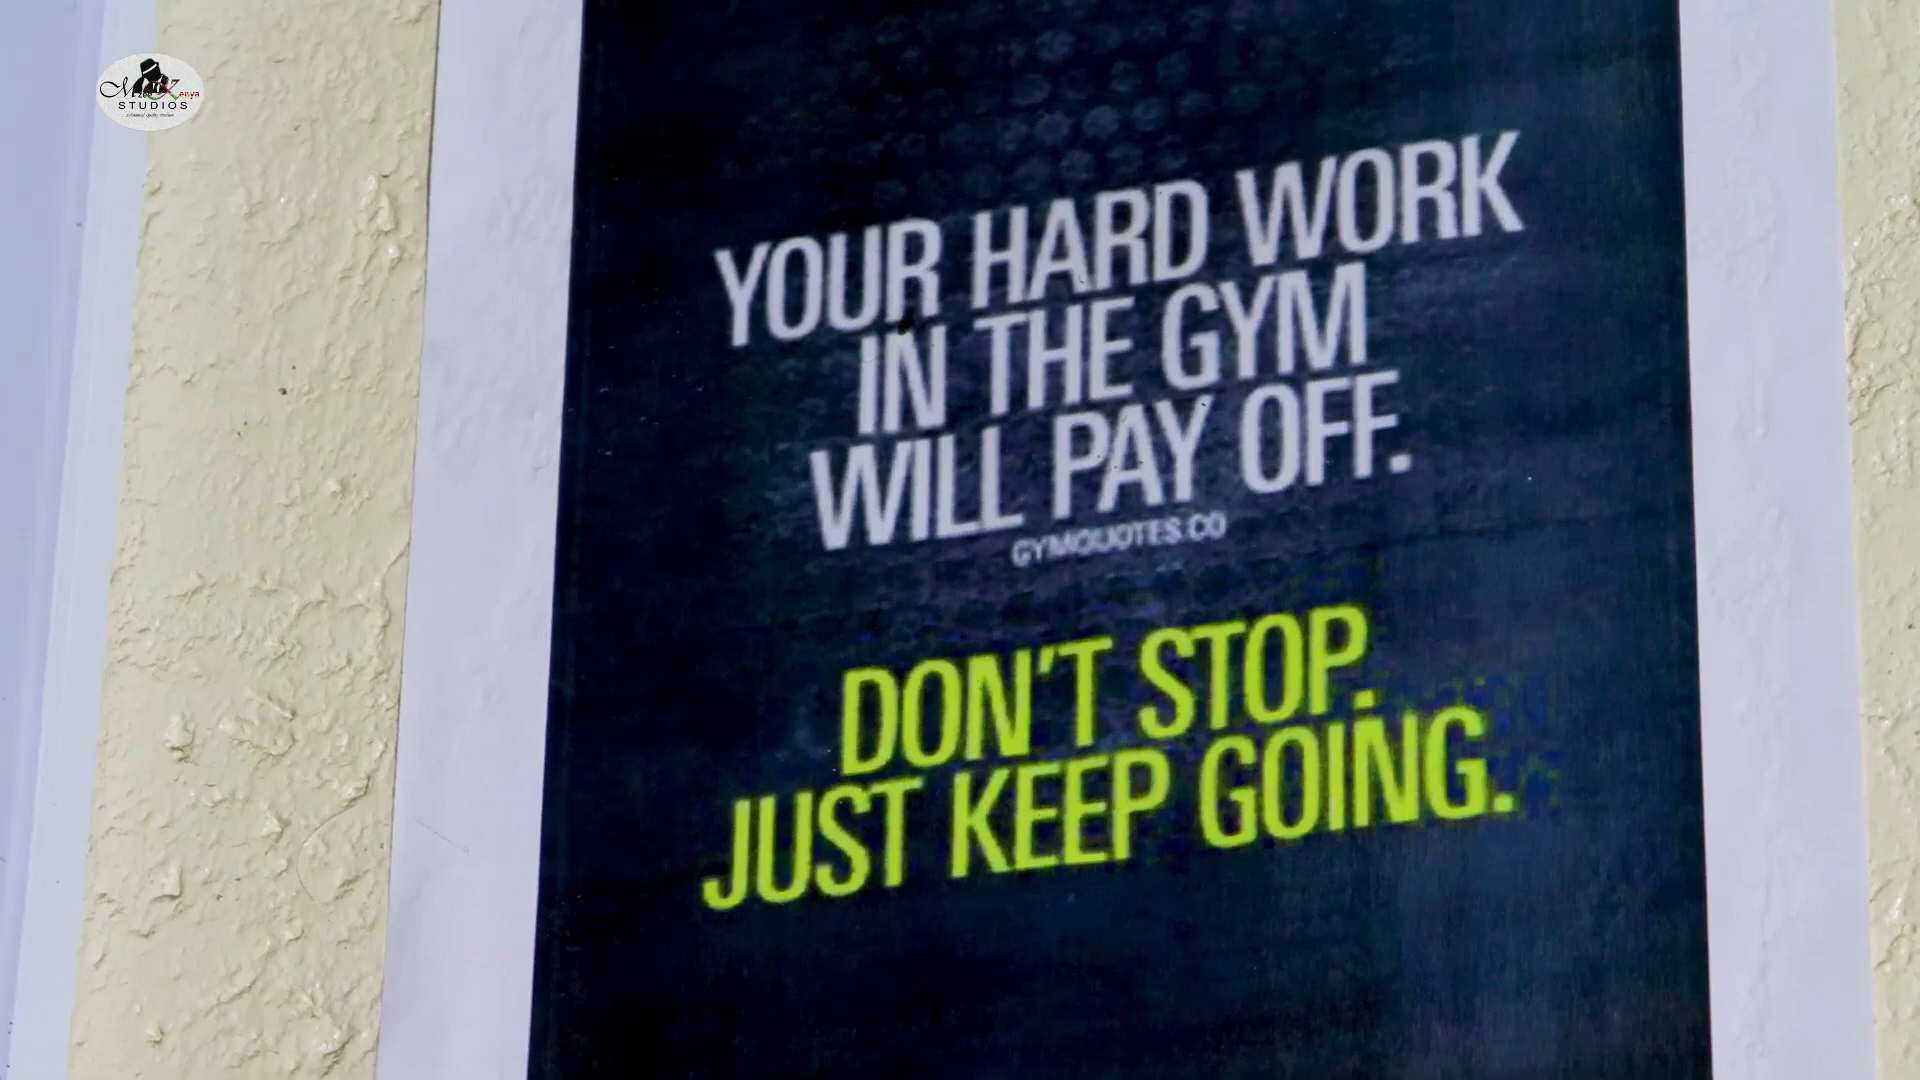 STUDIOS
YOUR HARD WORK
IN THE GYM
WILL PAY OFF.
GYMQUOTES.CO
DON'T STOP.
JUST KEEP GOING.